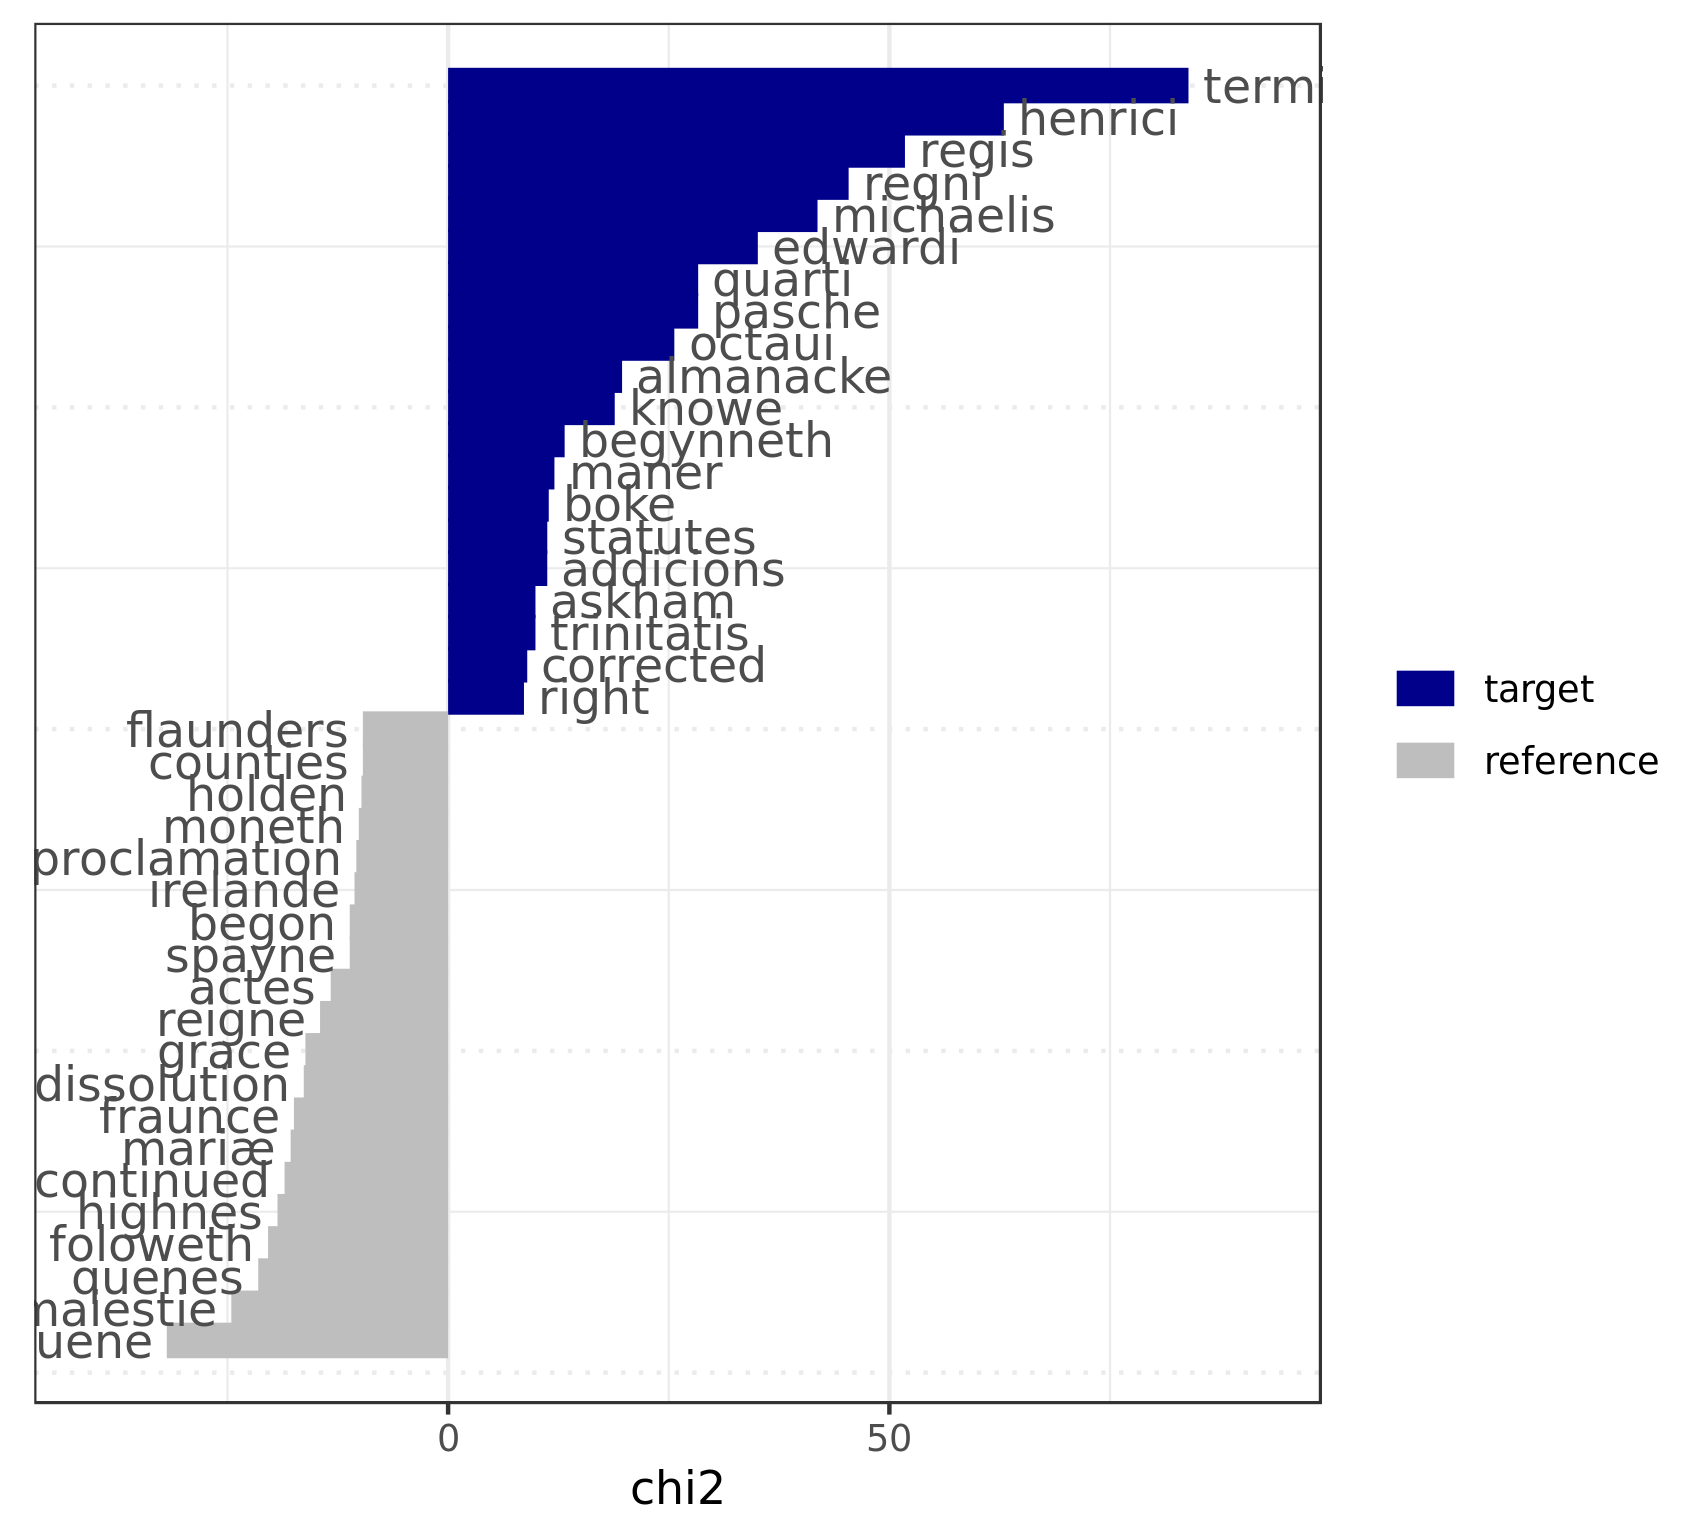 termi
henrici
regis
regni
michaelis
edwardi
quarti
pasche
octaui
almanacke
knowe
begynneth
maner
boke
statutes
addicions
askham
trinitatis
corrected
right
flaunders
counties
holden
moneth
proclamation
irelande
begon
spayne
actes
reigne
grace
dissolution
fraunce
mariæ
continued
highnes
foloweth
quenes
maiestie
uene
target
reference
0 50
chi2